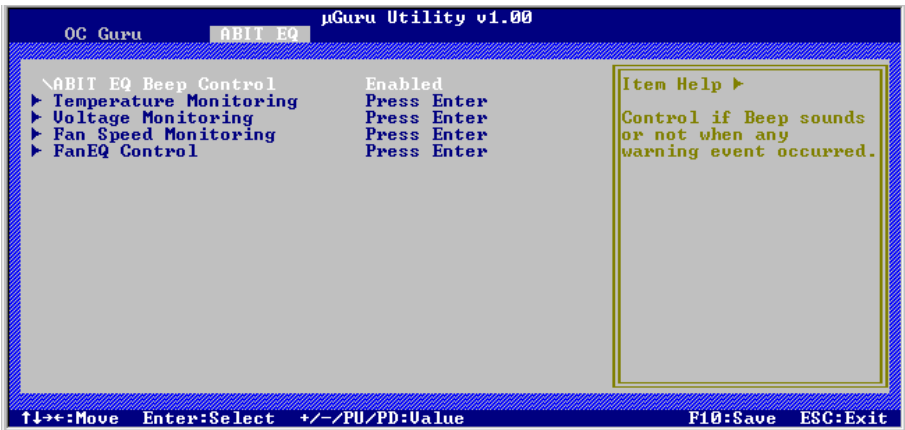 µGuru Utility v1.00
OC Guru ABIT EQ
\ABIT EQ Beep Control Enabled
▶ Temperature Monitoring Press Enter
▶ Voltage Monitoring Press Enter
▶ Fan Speed Monitoring Press Enter
▶ FanEQ Control Press Enter
Item Help ▶
Control if Beep sounds
or not when any
warning event occurred.
↑↓→←:Move Enter:Select +/-/PU/PD:Value F10:Save ESC:Exit